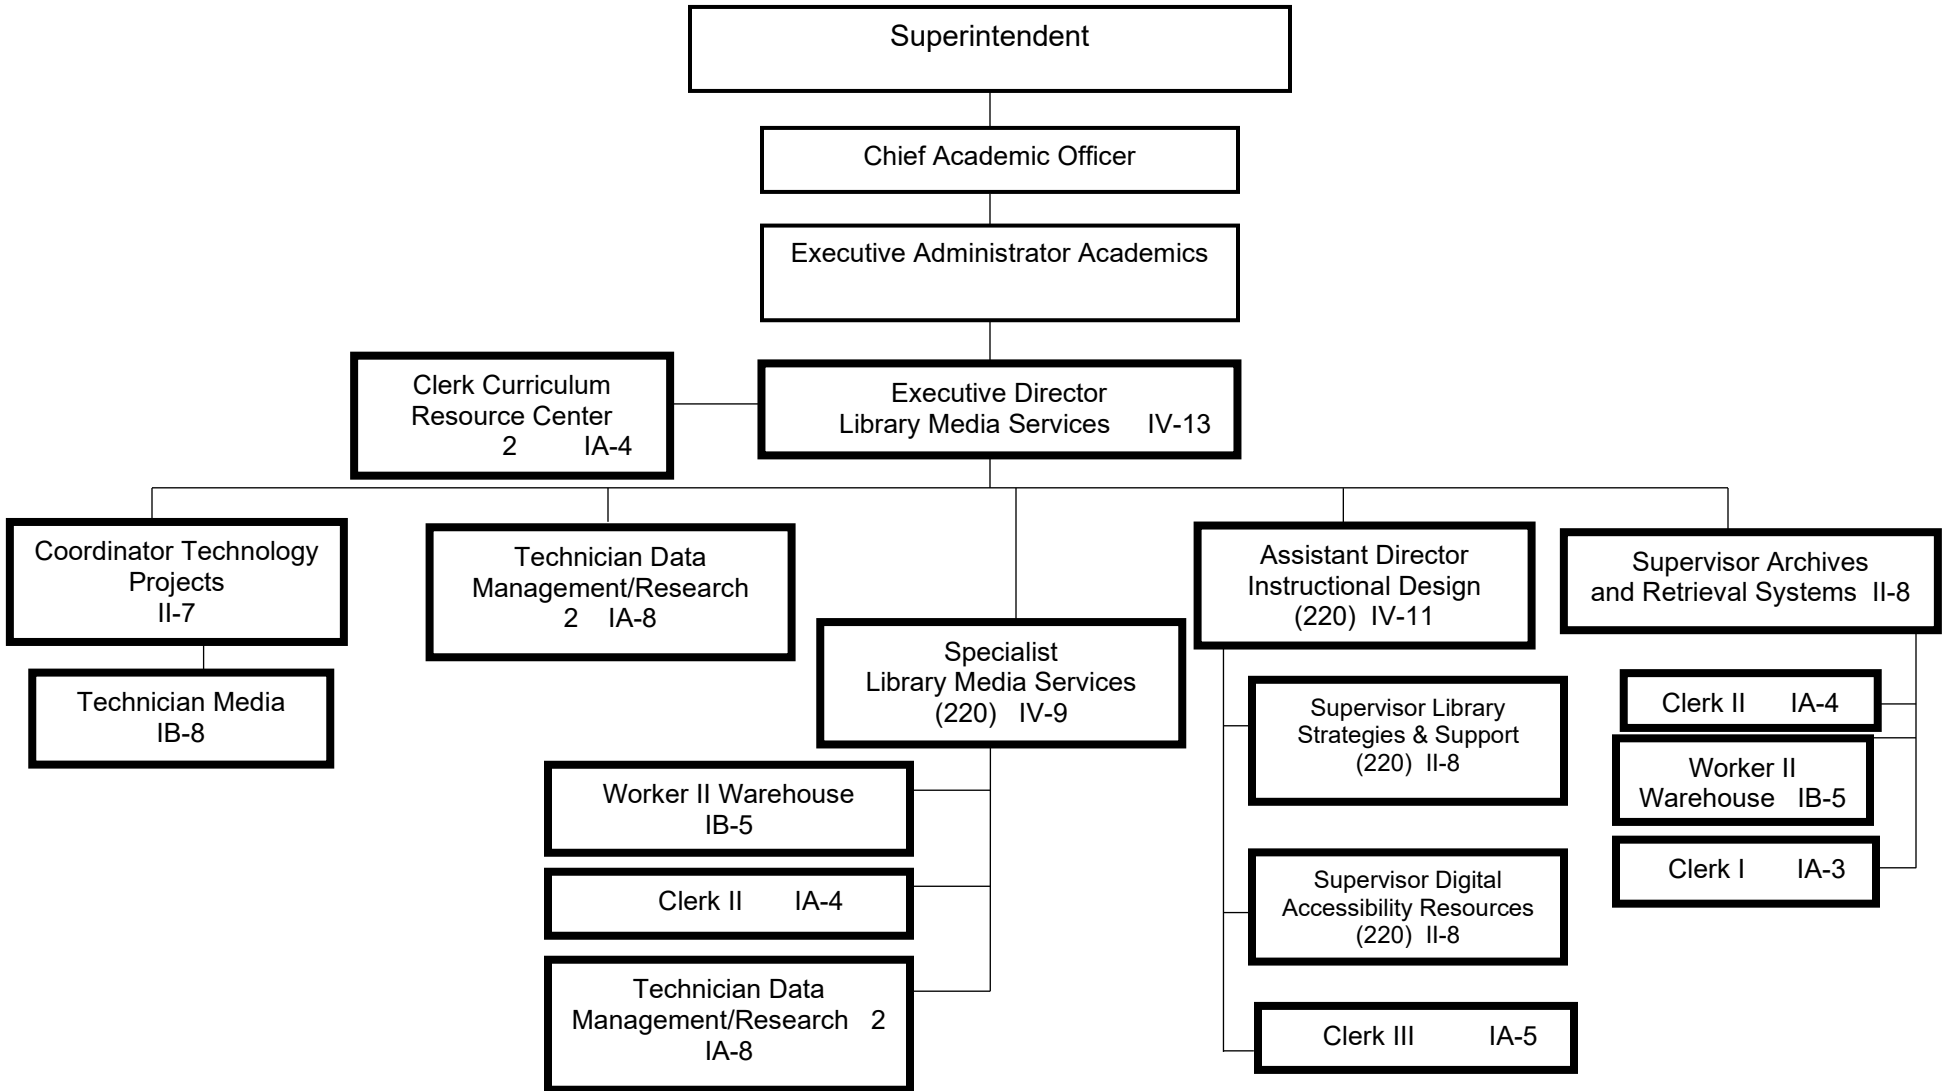 Superintendent
Chief Academic Officer
Executive Administrator Academics
Clerk Curriculum
Resource Center
2 IA-4
Executive Director
Library Media Services IV-13
Coordinator Technology
Projects
II-7
Technician Media
IB-8
Technician Data
Management/Research
2 IA-8
Specialist
Library Media Services
(220) IV-9
Worker II Warehouse
IB-5
Clerk II IA-4
Technician Data
Management/Research 2
IA-8
Assistant Director
Instructional Design
(220) IV-11
Supervisor Library
Strategies & Support
(220) II-8
Supervisor Digital
Accessibility Resources
(220) II-8
Clerk III IA-5
Supervisor Archives
and Retrieval Systems II-8
Clerk II IA-4
Worker II
Warehouse IB-5
Clerk I IA-3